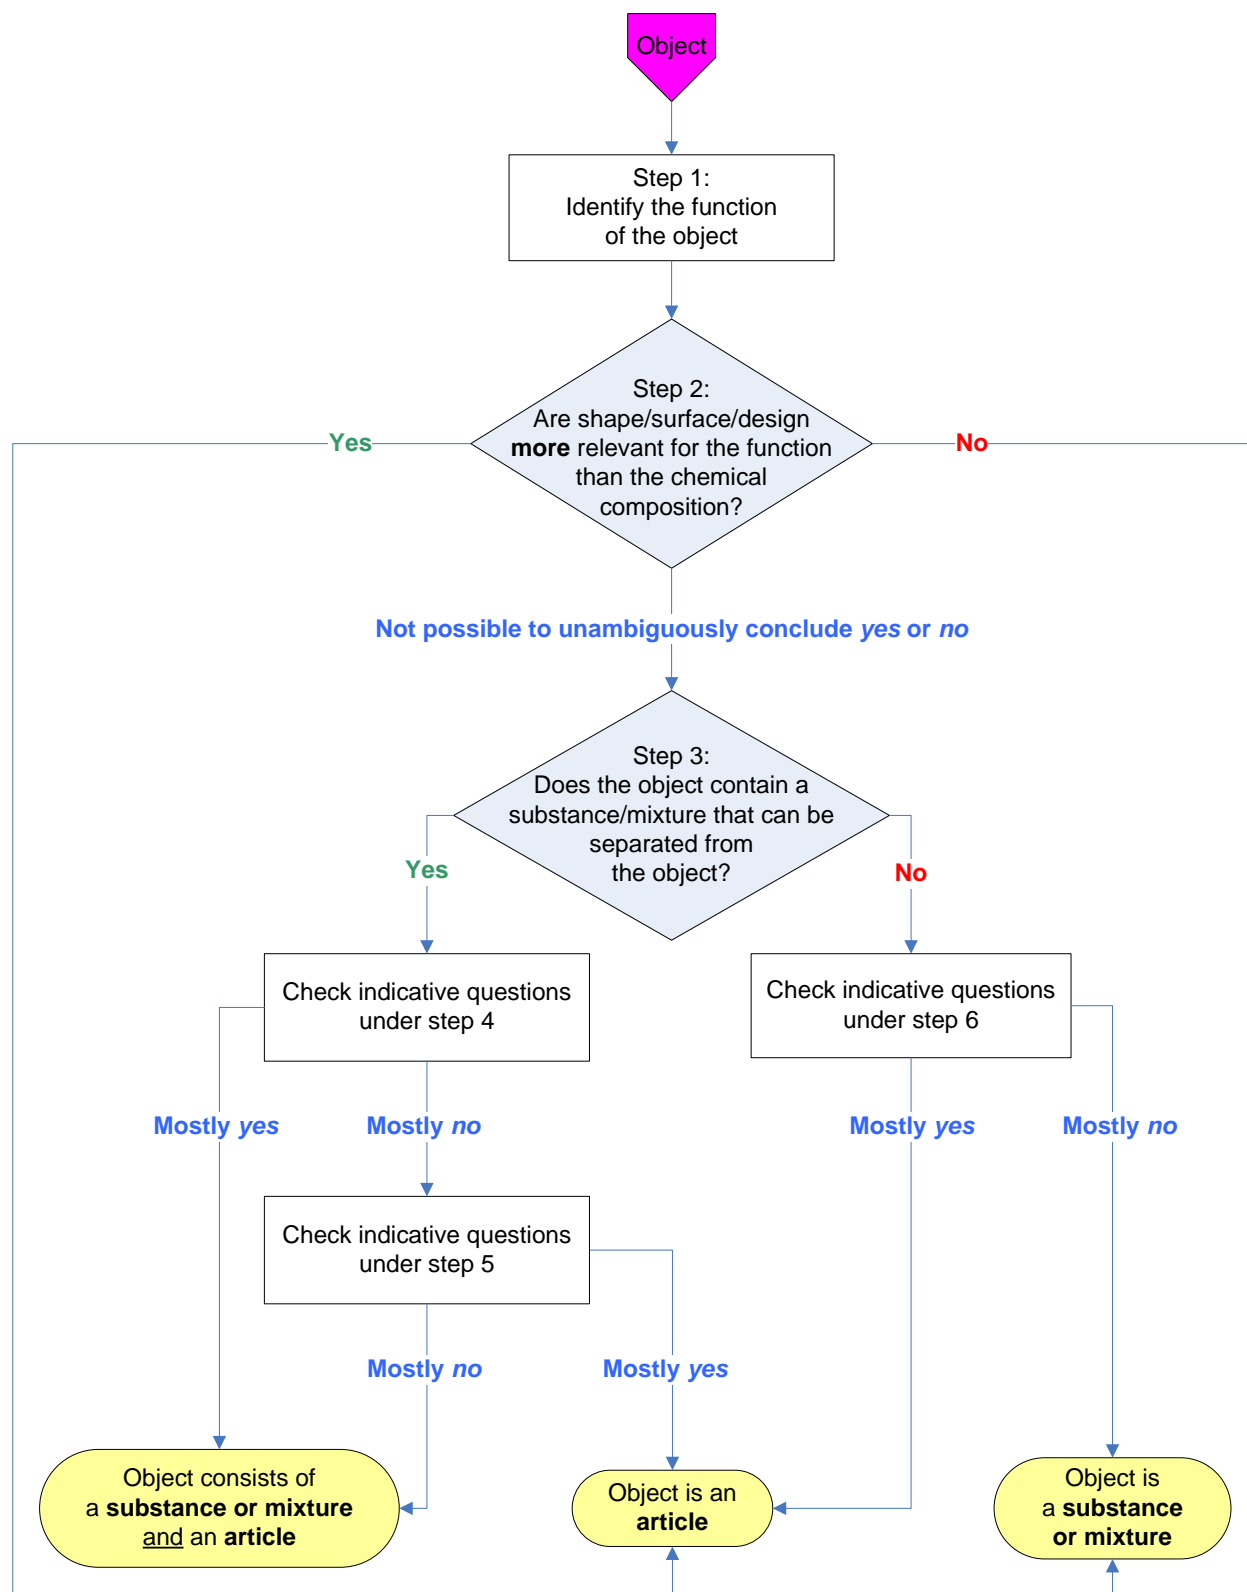 Object
Step 1:
Identify the function
of the object
Step 2:
Are shape/surface/design
more relevant for the function
than the chemical
composition?
Yes
No
Not possible to unambiguously conclude yes or no
Step 3:
Does the object contain a
substance/mixture that can be
separated from
the object?
Yes
No
Check indicative questions
under step 4
Check indicative questions
under step 6
Mostly yes
Mostly no
Mostly yes
Mostly no
Check indicative questions
under step 5
Mostly no
Mostly yes
Object consists of
a substance or mixture
and an article
Object is an
article
Object is
a substance
or mixture